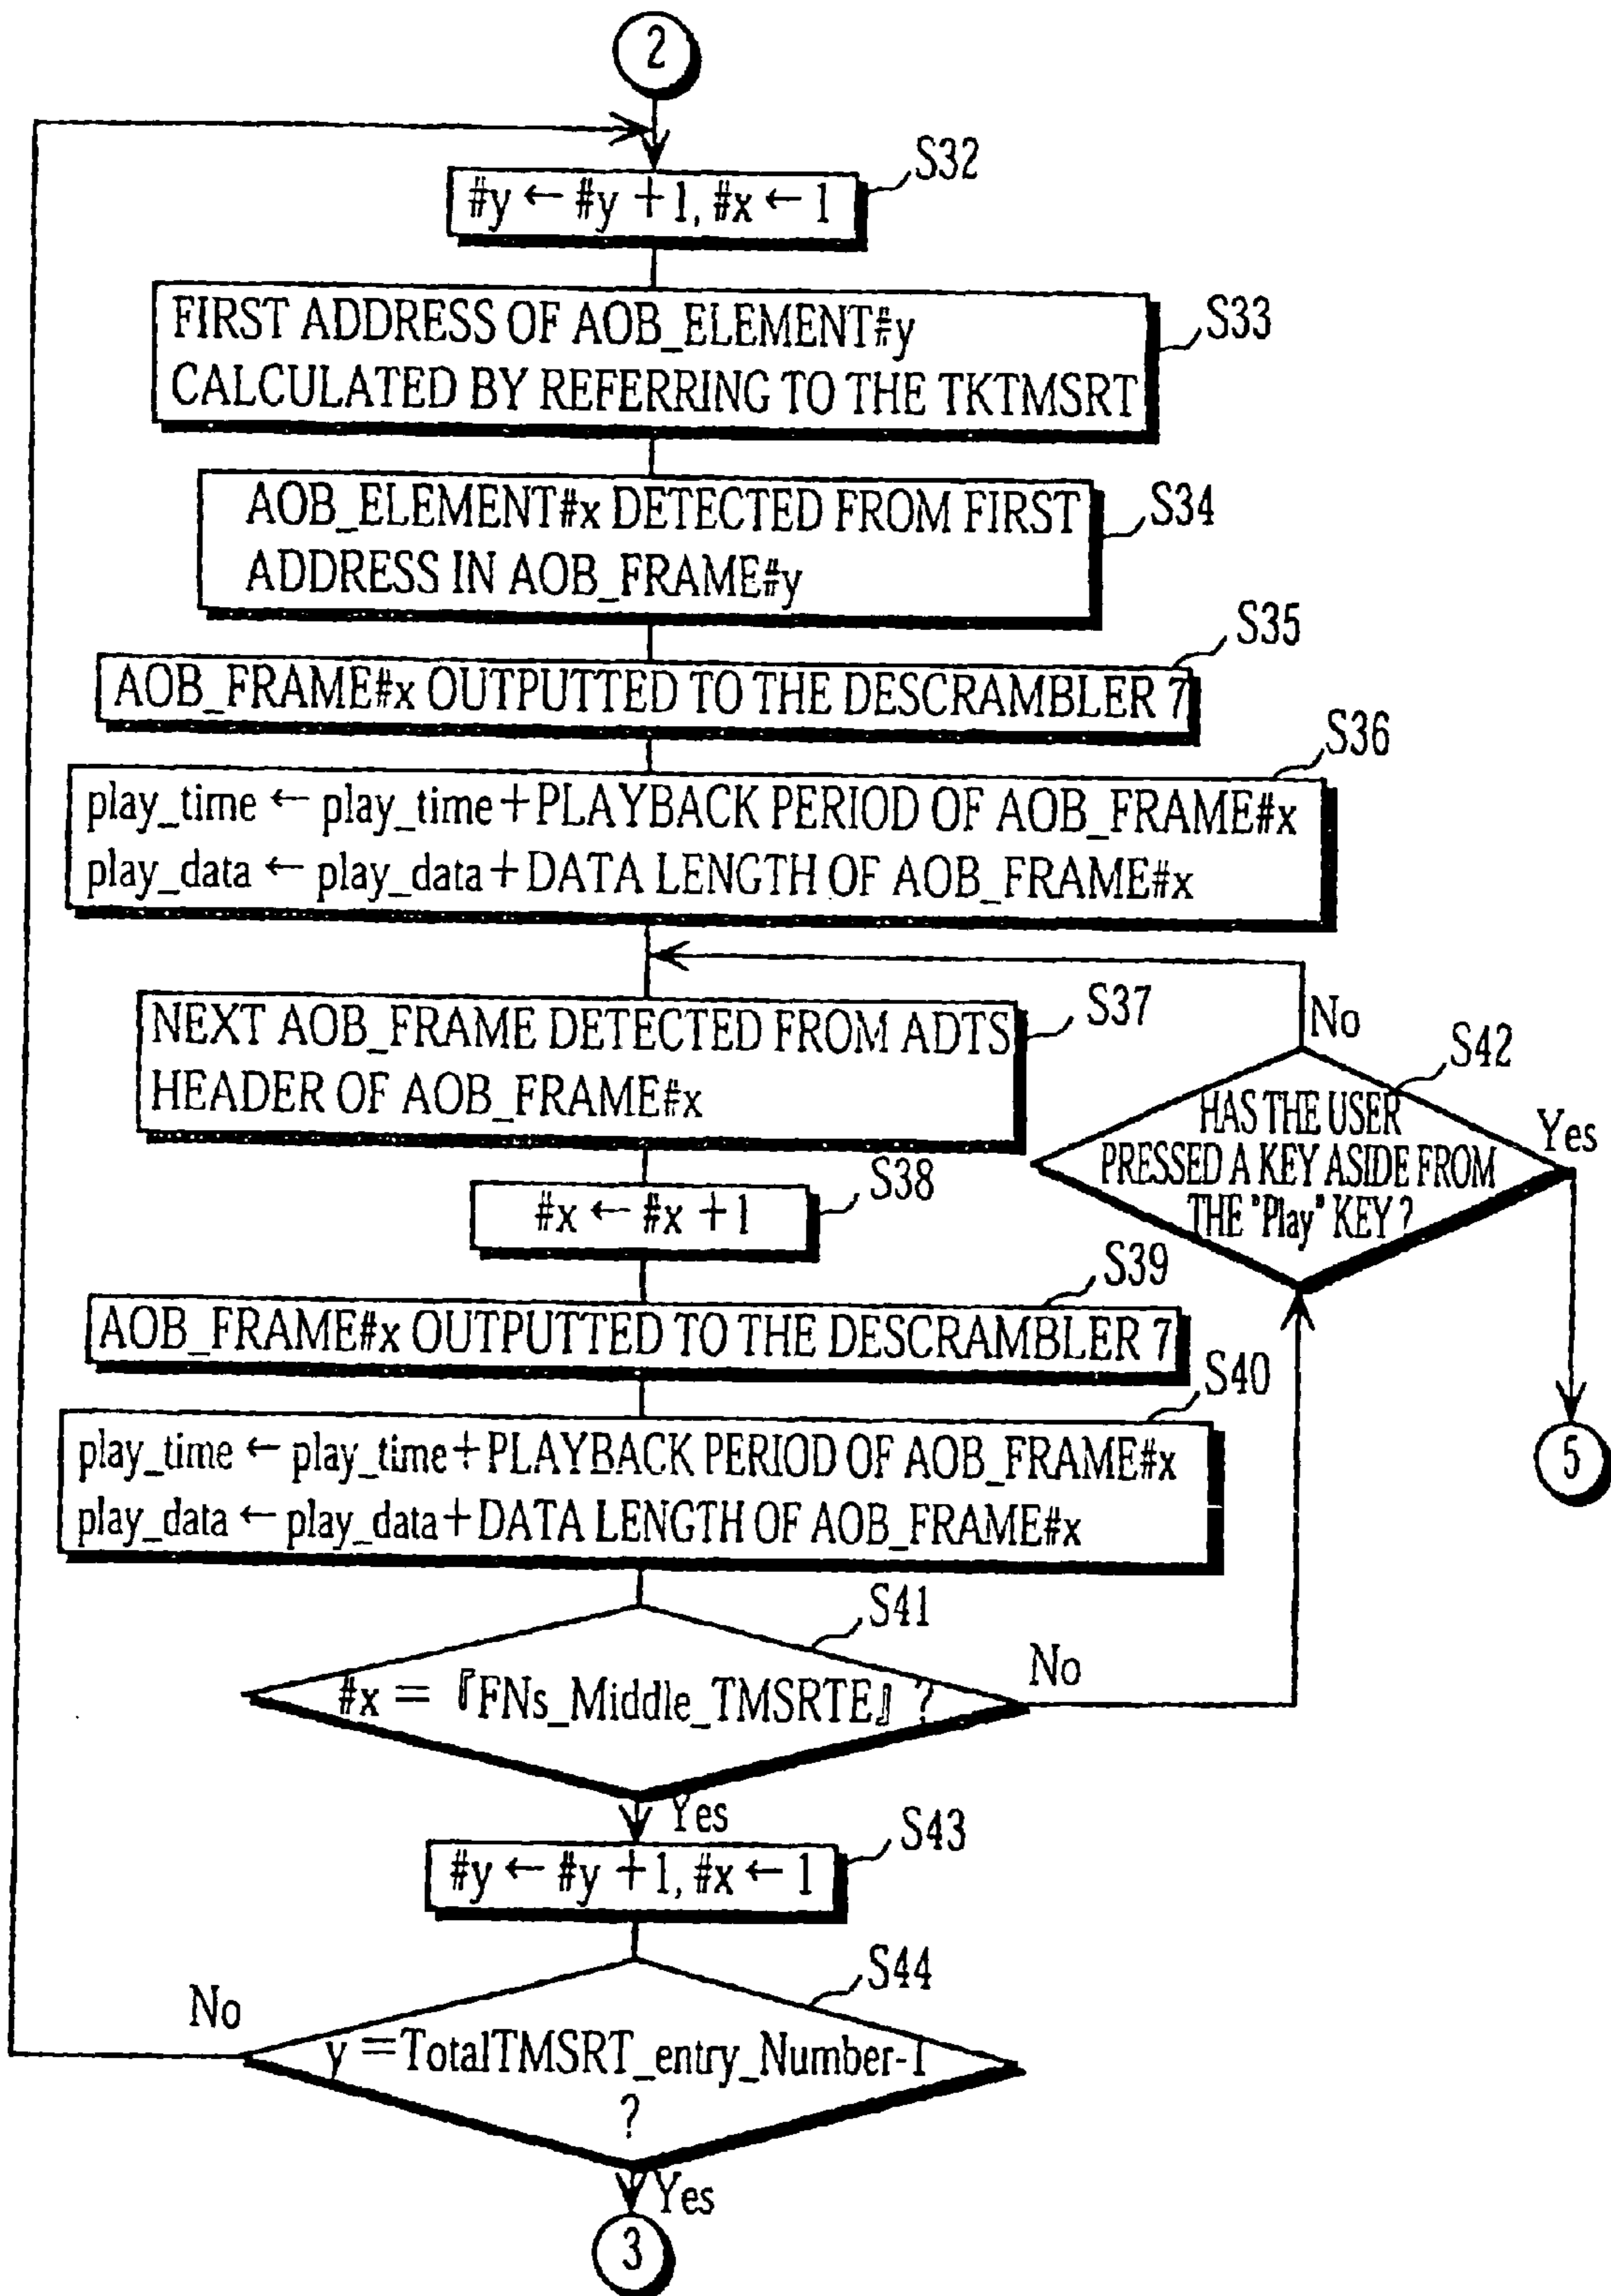 2
S32
#y ← #y + 1, #x ← 1
S33
FIRST ADDRESS OF AOB_ELEMENT#y
CALCULATED BY REFERRING TO THE TKTMSRT
S34
AOB_ELEMENT#x DETECTED FROM FIRST
ADDRESS IN AOB_FRAME#y
S35
AOB_FRAME#x OUTPUTTED TO THE DESCRAMBLER 7
S36
play_time ← play_time+PLAYBACK PERIOD OF AOB_FRAME#x
play_data ← play_data+DATA LENGTH OF AOB_FRAME#x
S37
NEXT AOB_FRAME DETECTED FROM ADTS
HEADER OF AOB_FRAME#x
No
S42
HAS THE USER
PRESSED A KEY ASIDE FROM
THE "Play" KEY ?
Yes
5
S38
#x ← #x + 1
S39
AOB_FRAME#x OUTPUTTED TO THE DESCRAMBLER 7
S40
play_time ← play_time+PLAYBACK PERIOD OF AOB_FRAME#x
play_data ← play_data+DATA LENGTH OF AOB_FRAME#x
S41
#x = 『FNs_Middle_TMSRTE』 ?
No
Yes
S43
#y ← #y + 1, #x ← 1
S44
No
y =TotalTMSRT_entry_Number-1
?
Yes
3